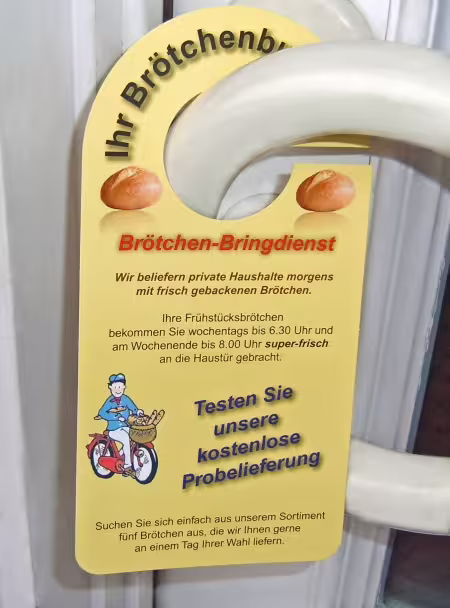 Ihr
Brötchen-Bringdienst
Wir beliefern private Haushalte morgens
mit frisch gebackenen Brötchen.
Ihre Frühstücksbrötchen
bekommen Sie wochentags bis 6.30 Uhr und
am Wochenende bis 8.00 Uhr super-frisch
an die Haustür gebracht.
Testen Sie
unsere
kostenlose
Probelieferung
Suchen Sie sich einfach aus unserem Sortiment
fünf Brötchen aus, die wir Ihnen gerne
an einem Tag Ihrer Wahl liefern.